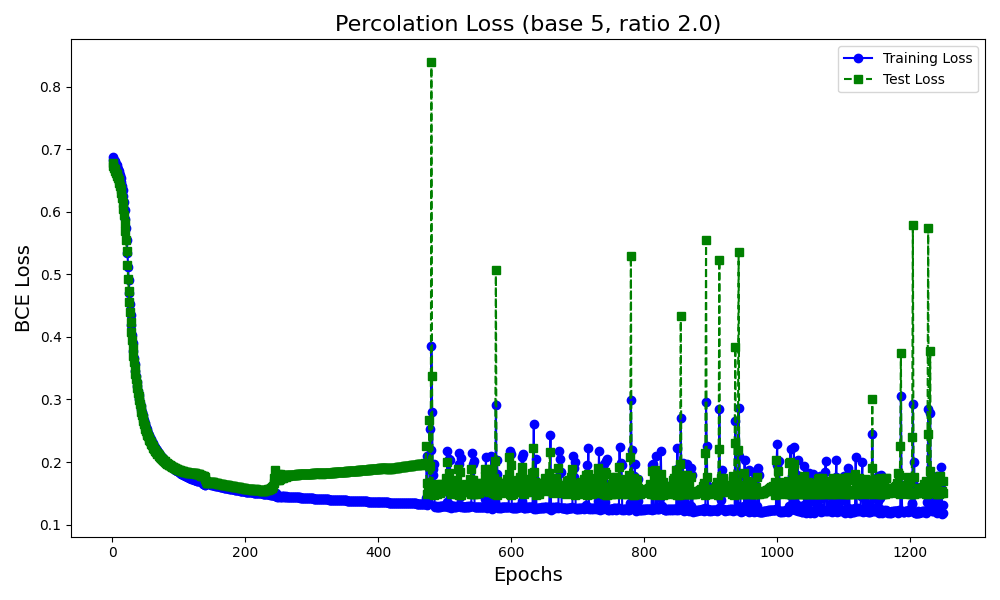 Percolation Loss (base 5, ratio 2.0)
Training Loss
Test Loss
BCE Loss
0.8
0.7
0.6
0.5
0.4
0.3
0.2
0.1
0 200 400 600 800 1000 1200
Epochs